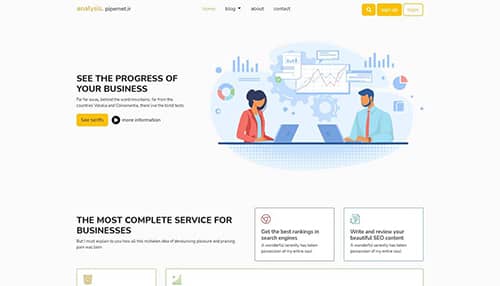 analysis. pipernet.ir
home blog about contact
sign up login
SEE THE PROGRESS OF
YOUR BUSINESS
Far far away, behind the word mountains, far from the
countries Vokalia and Consonantia, there live the blind texts
See tariffs more information
THE MOST COMPLETE SERVICE FOR
BUSINESSES
But I must explain to you how all this mistaken idea of denouncing pleasure and praising
pain was born
Get the best rankings in
search engines
A wonderful serenity has taken
possession of my entire soul
Write and review your
beautiful SEO content
A wonderful serenity has taken
possession of my entire soul